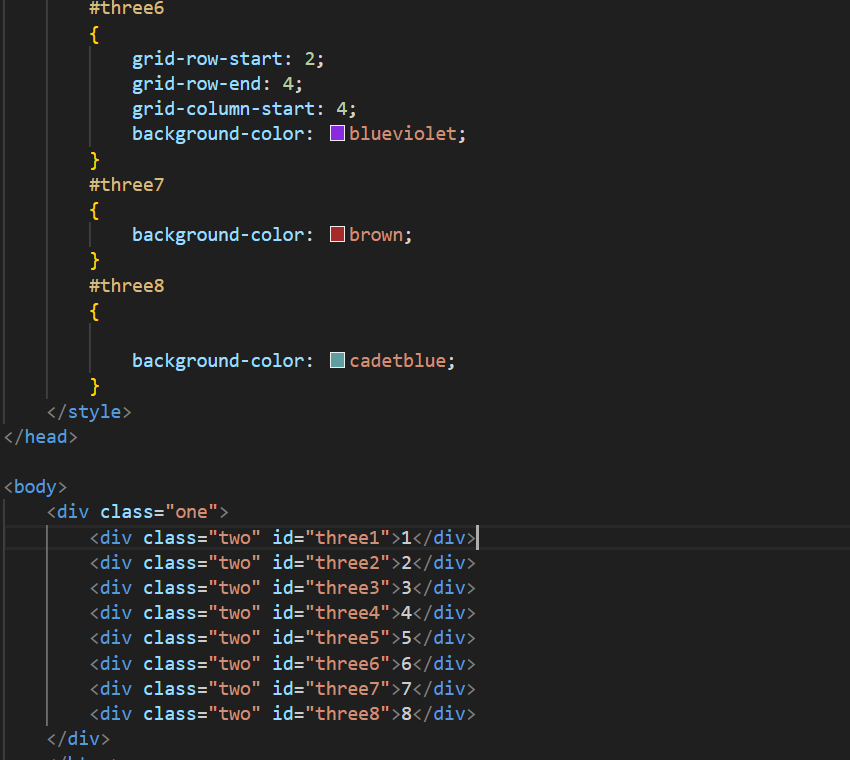 #three6
{
grid-row-start: 2;
grid-row-end: 4;
grid-column-start: 4;
background-color: blueviolet;
}
#three7
{
background-color: brown;
}
#three8
{
background-color: cadetblue;
}
</style>
</head>
<body>
<div class="one">
<div class="two" id="three1">1</div>
<div class="two" id="three2">2</div>
<div class="two" id="three3">3</div>
<div class="two" id="three4">4</div>
<div class="two" id="three5">5</div>
<div class="two" id="three6">6</div>
<div class="two" id="three7">7</div>
<div class="two" id="three8">8</div>
</div>